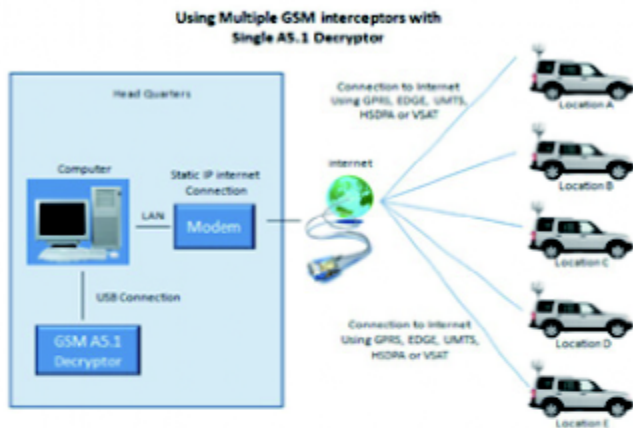 Using Multiple GSM interceptors with
Single A5.1 Decryptor
Head Quarters
Connection to Internet
Using GPRS, EDGE, UMTS,
HSDPA or VSAT
Location A
Computer
Static IP internet
Connection
internet
Location B
LAN
Modem
Location C
USB Connection
GSM A5.1
Decryptor
Connection to Internet
Using GPRS, EDGE, UMTS,
HSDPA or VSAT
Location D
Location E